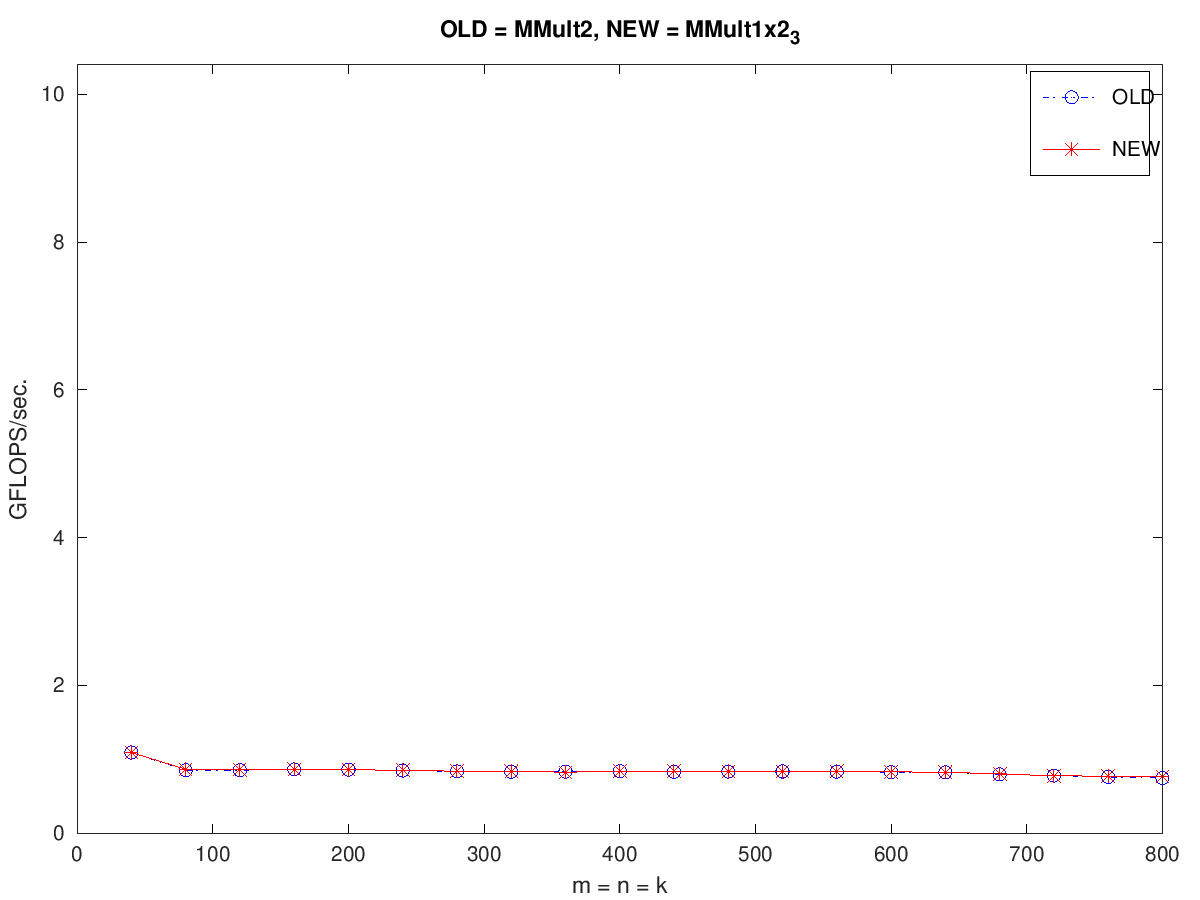 OLD = MMult2, NEW = MMult1x2₃
OLD
NEW
10
8
6
4
2
0
GFLOPS/sec.
0 100 200 300 400 500 600 700 800
m = n = k